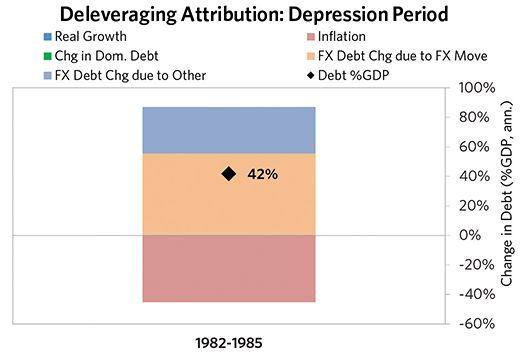 Deleveraging Attribution: Depression Period
Real Growth
Inflation
Chg in Dom. Debt
FX Debt Chg due to FX Move
FX Debt Chg due to Other
Debt %GDP
100%
80%
60%
40%
20%
0%
-20%
-40%
-60%
Change in Debt (%GDP, ann.)
42%
1982-1985